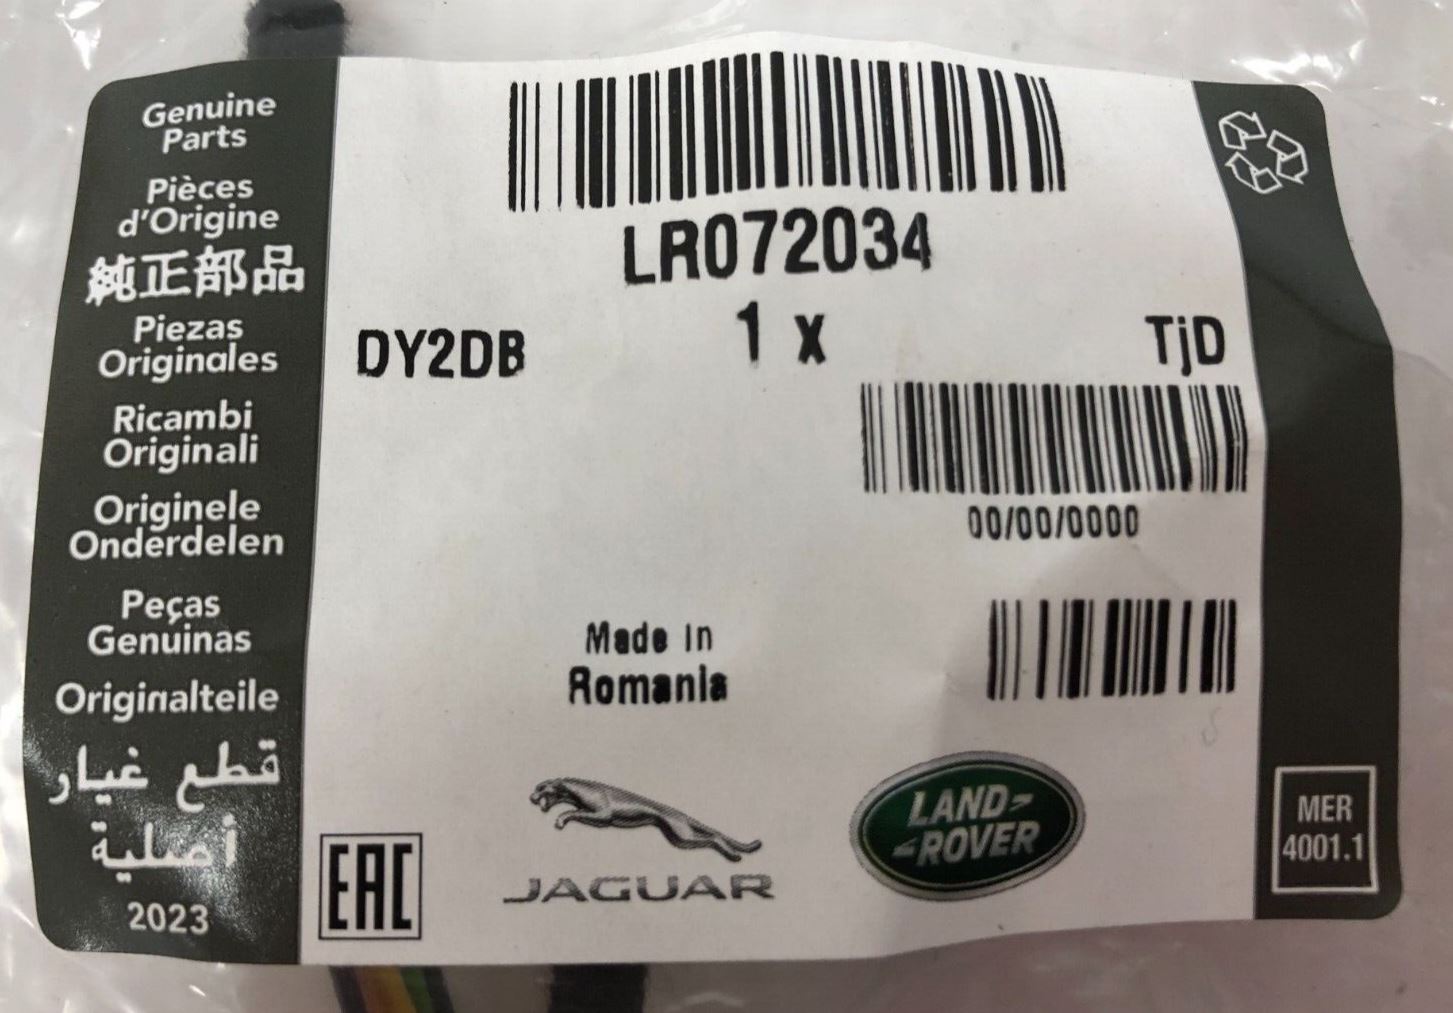 Genuine
Parts
Pièces
d'Origine
純正部品
Piezas
Originales
Ricambi
Originali
Originele
Onderdelen
Peças
Genuinas
Originalteile
قطع غيار
أصلية
2023
LR072034
DY2DB
1 x
TjD
00/00/0000
Made in
Romania
EAC
JAGUAR
LAND-
-ROVER
MER
4001.1